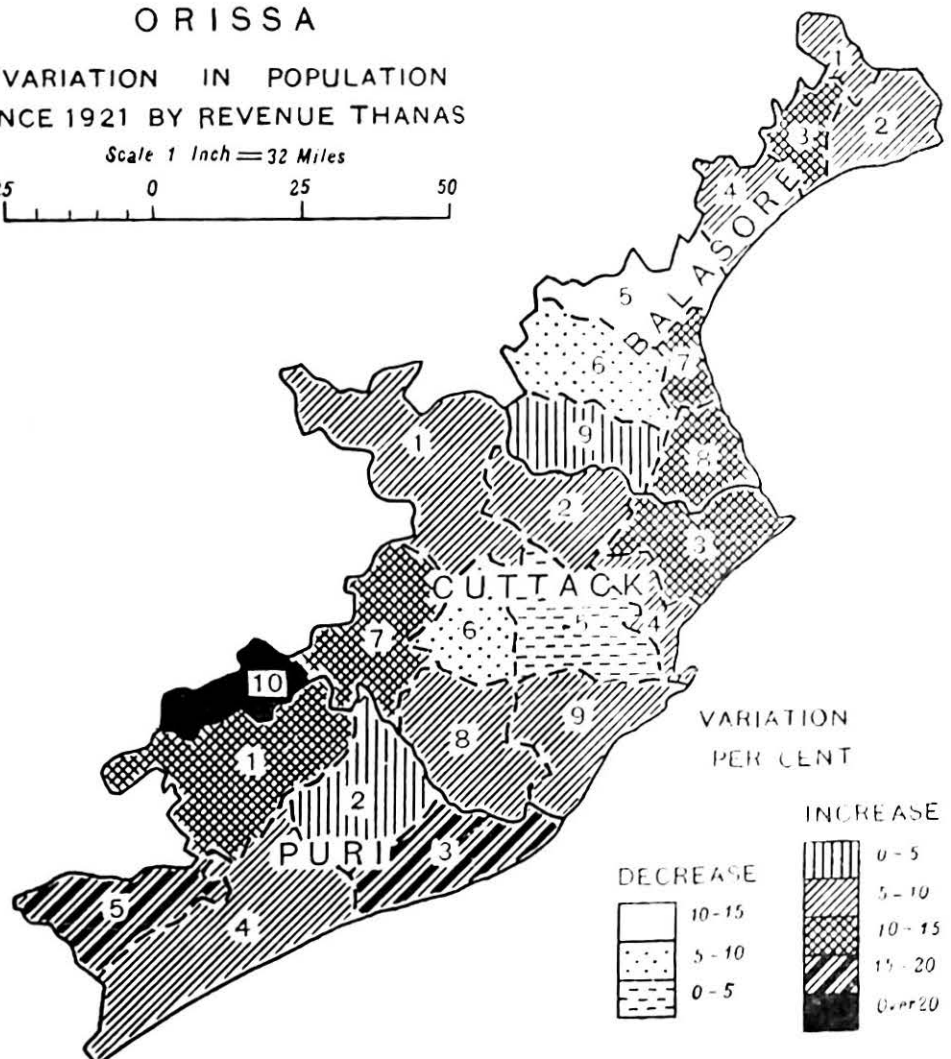 ORISSA
VARIATION IN POPULATION
NCE 1921 BY REVENUE THANAS
Scale 1 Inch = 32 Miles
25 0 25 50
1
2
3
4
BALASORE
5
6
7
9
8
1
2
3
CUTTACK
4
5
6
7
10
8
9
1
2
PURI
3
4
5
VARIATION
PER CENT
DECREASE
10-15
5-10
0-5
INCREASE
0-5
5-10
10-15
15-20
Over 20